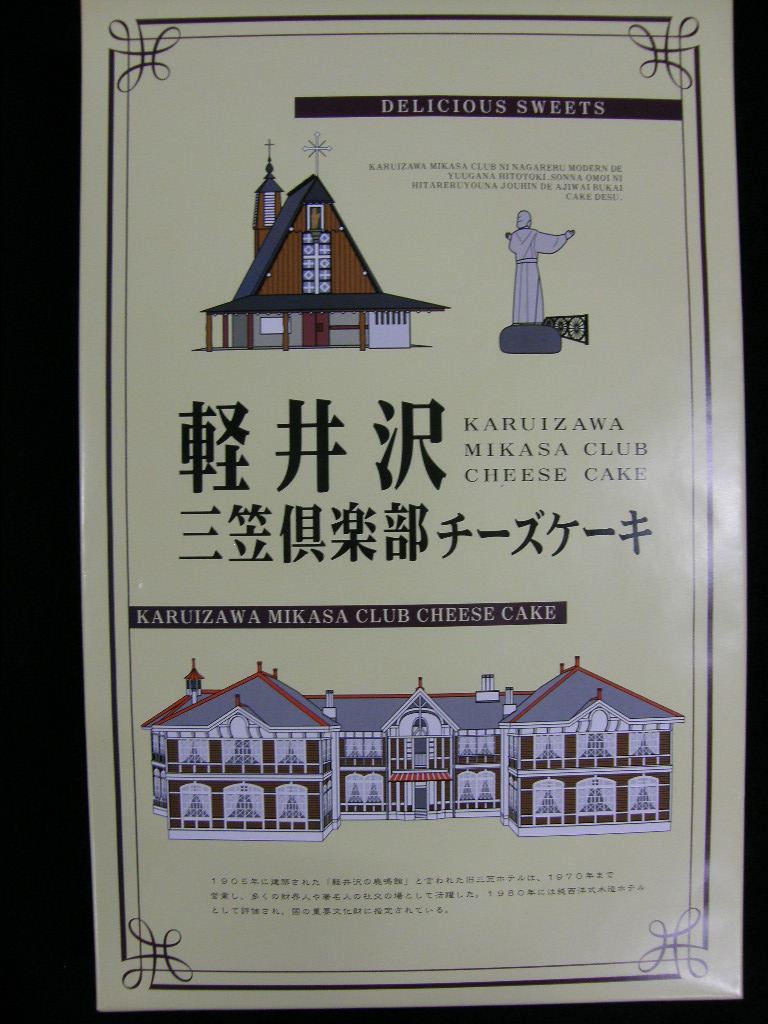 DELICIOUS SWEETS
KARUIZAWA MIKASA CLUB NI NAGARERU MODERN DE
YUUGANA HITOTOKI.SONNA OMOI NI
HITARERUYOUNA JOUHIN DE AJIWAI BUKAI
CAKE DESU.
軽井沢
KARUIZAWA
MIKASA CLUB
CHEESE CAKE
三笠倶楽部チーズケーキ
KARUIZAWA MIKASA CLUB CHEESE CAKE
1905年に建築された「軽井沢の鹿鳴館」と言われた旧三笠ホテルは、1970年まで
営業し、多くの財界人や著名人の社交の場として活躍した。1980年には純西洋式木造ホテル
として評価され、国の重要文化財に指定されている。